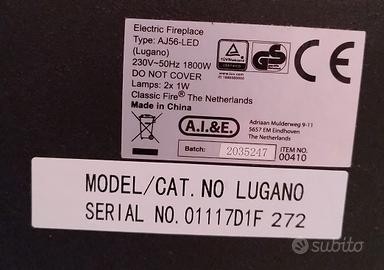 Electric Fireplace
Type: AJ56-LED
(Lugano)
230V~50Hz 1800W
DO NOT COVER
Lamps: 2x 1W
Classic Fire® The Netherlands
Made in China
A.I.&E.
Adriaan Mulderweg 9-11
5657 EM Eindhoven
The Netherlands
Batch: 2035247
ITEM NO.
00410
MODEL/CAT. NO LUGANO
SERIAL NO. 01117D1F 272
subito